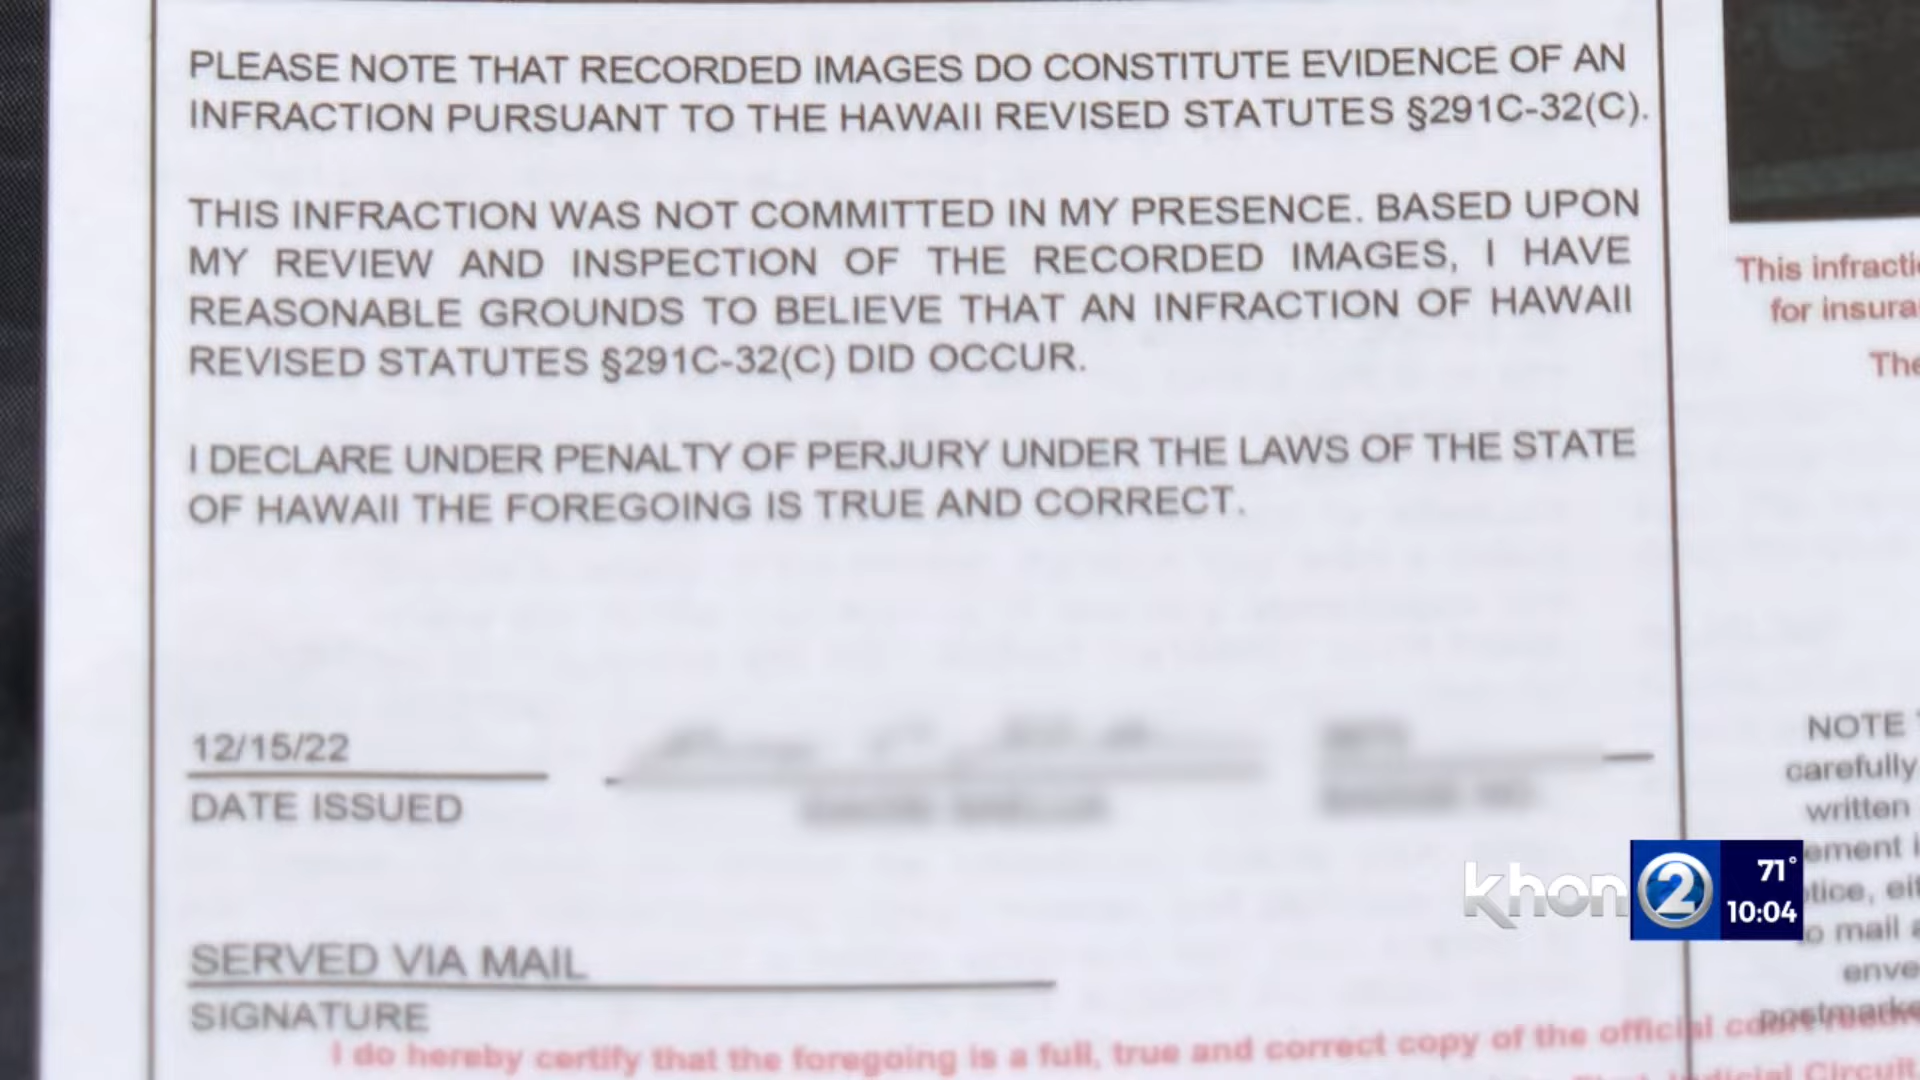 PLEASE NOTE THAT RECORDED IMAGES DO CONSTITUTE EVIDENCE OF AN
INFRACTION PURSUANT TO THE HAWAII REVISED STATUTES §291C-32(C).
THIS INFRACTION WAS NOT COMMITTED IN MY PRESENCE. BASED UPON
MY REVIEW AND INSPECTION OF THE RECORDED IMAGES, I HAVE
REASONABLE GROUNDS TO BELIEVE THAT AN INFRACTION OF HAWAII
REVISED STATUTES §291C-32(C) DID OCCUR.
I DECLARE UNDER PENALTY OF PERJURY UNDER THE LAWS OF THE STATE
OF HAWAII THE FOREGOING IS TRUE AND CORRECT.
12/15/22
DATE ISSUED
SERVED VIA MAIL
SIGNATURE
I do hereby certify that the foregoing is a full, true and correct copy of the official
Judicial Circuit
This infracti
for insura
The
NOTE
carefully
written
ement i
otice, eit
o mail a
enve
postmarke
khon 2
71°
10:04